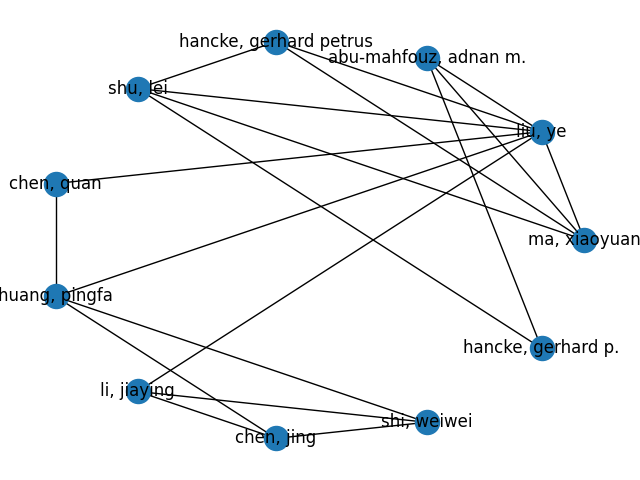 hancke, gerhard petrus
abu-mahfouz, adnan m.
shu, lei
liu, ye
chen, quan
ma, xiaoyuan
huang, pingfa
hancke, gerhard p.
li, jiaying
shi, weiwei
chen, jing